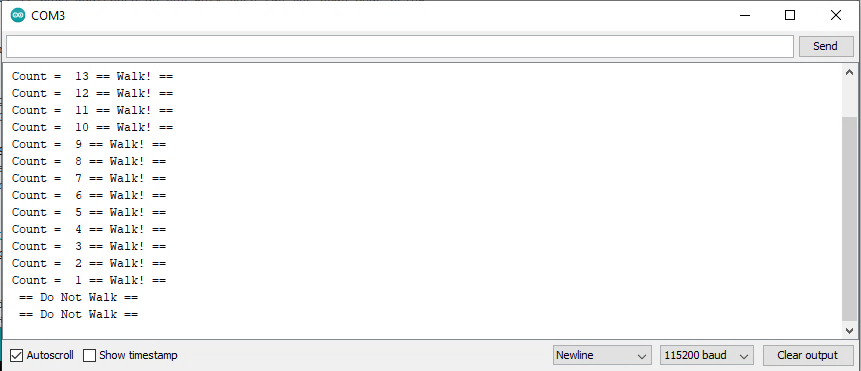 COM3
Send
Count =  13 == Walk! ==
Count =  12 == Walk! ==
Count =  11 == Walk! ==
Count =  10 == Walk! ==
Count =  9 == Walk! ==
Count =  8 == Walk! ==
Count =  7 == Walk! ==
Count =  6 == Walk! ==
Count =  5 == Walk! ==
Count =  4 == Walk! ==
Count =  3 == Walk! ==
Count =  2 == Walk! ==
Count =  1 == Walk! ==
 == Do Not Walk ==
 == Do Not Walk ==
Autoscroll Show timestamp Newline 115200 baud Clear output